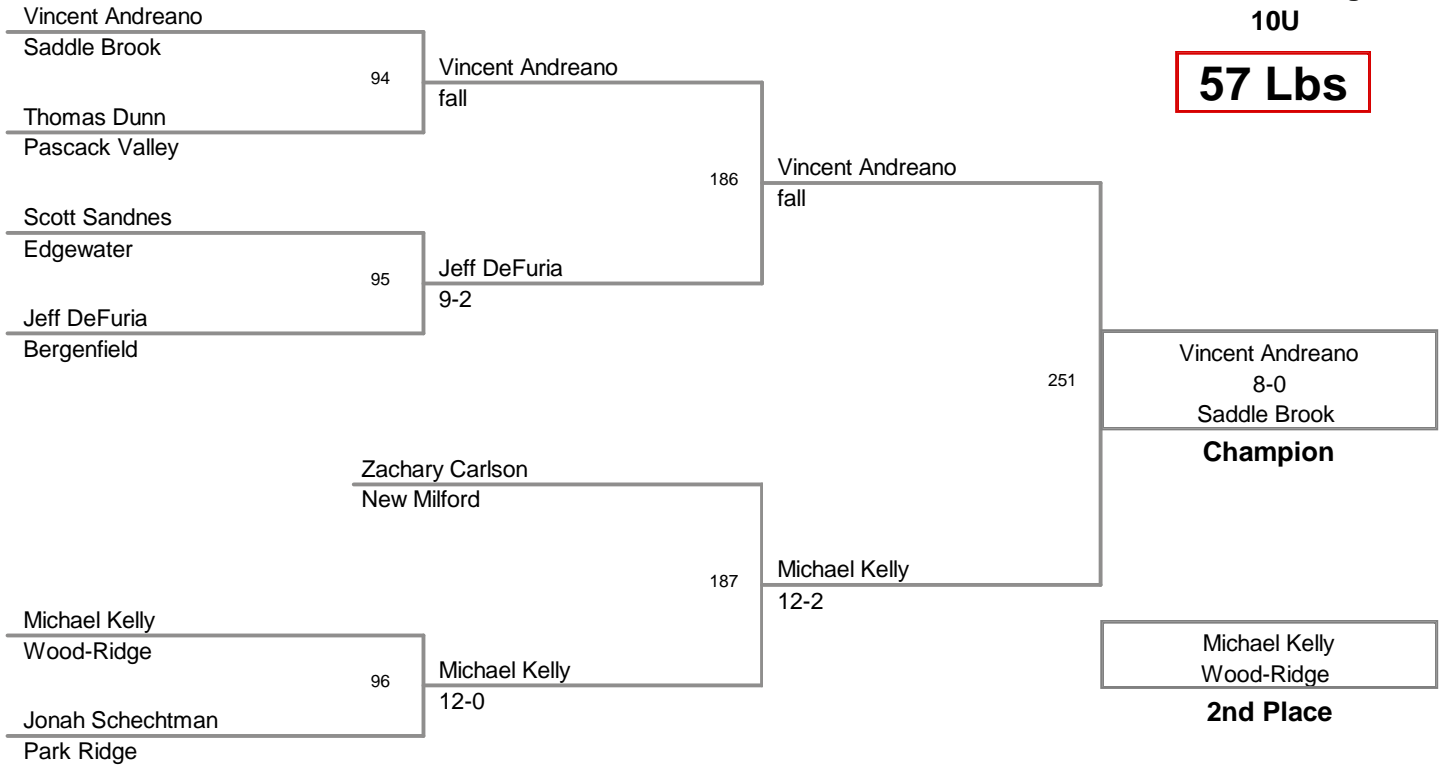 10U
57 Lbs
Vincent Andreano
Saddle Brook
94
Thomas Dunn
Pascack Valley
Scott Sandnes
Edgewater
95
Jeff DeFuria
Bergenfield
Michael Kelly
Wood-Ridge
96
Jonah Schechtman
Park Ridge
Vincent Andreano
fall
186
Jeff DeFuria
9-2
Zachary Carlson
New Milford
187
Michael Kelly
12-0
Vincent Andreano
fall
251
Michael Kelly
12-2
Vincent Andreano
8-0
Saddle Brook
Champion
Michael Kelly
Wood-Ridge
2nd Place